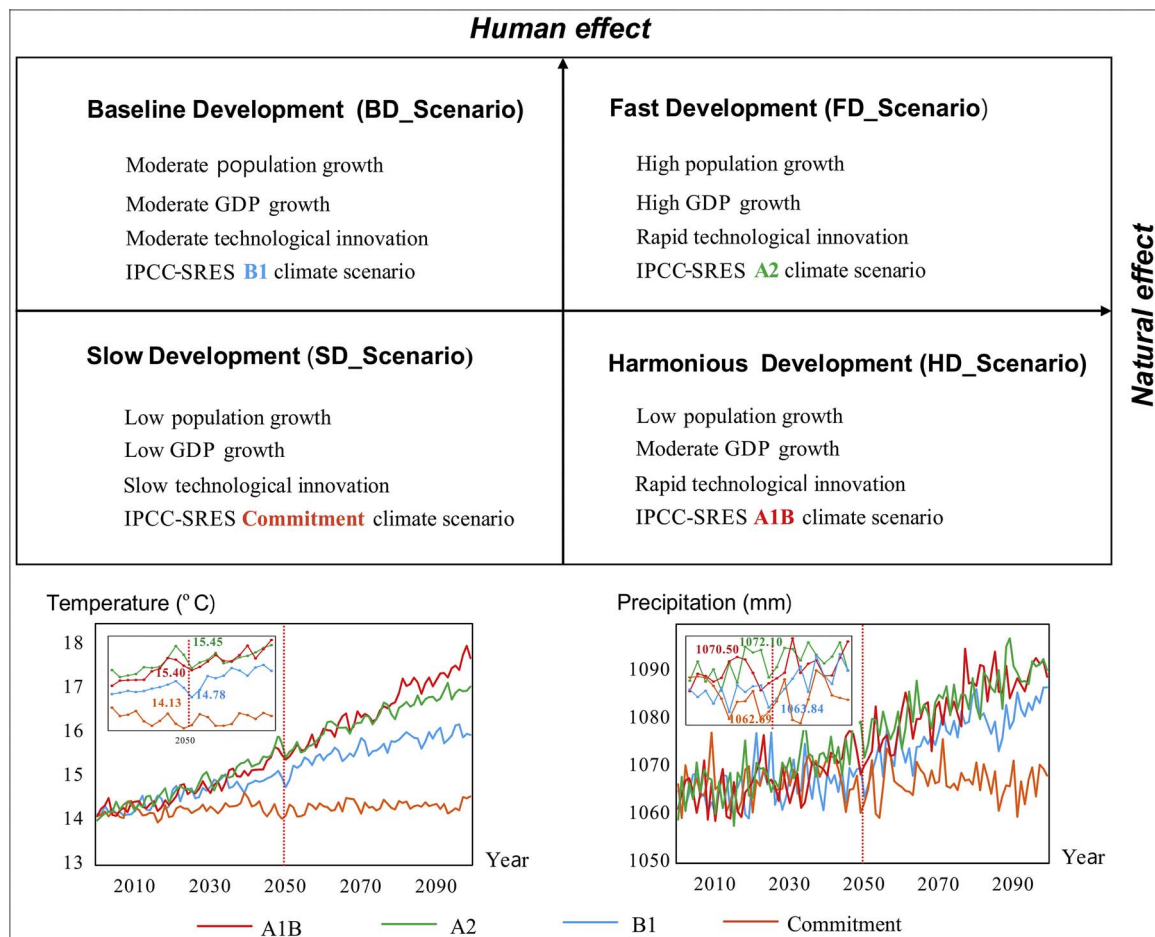 Human effect
Baseline Development (BD_Scenario)
Moderate population growth
Moderate GDP growth
Moderate technological innovation
IPCC-SRES B1 climate scenario
Fast Development (FD_Scenario)
High population growth
High GDP growth
Rapid technological innovation
IPCC-SRES A2 climate scenario
Natural effect
Slow Development (SD_Scenario)
Low population growth
Low GDP growth
Slow technological innovation
IPCC-SRES Commitment climate scenario
Harmonious Development (HD_Scenario)
Low population growth
Moderate GDP growth
Rapid technological innovation
IPCC-SRES A1B climate scenario
Temperature (°C)
18
17
16
15
14
13
15.45
15.40
14.78
14.13
2050
2010 2030 2050 2070 2090
Year
Precipitation (mm)
1090
1080
1070
1060
1050
1072.10
1070.50
1063.84
1062.69
2010 2030 2050 2070 2090
Year
A1B A2 B1 Commitment